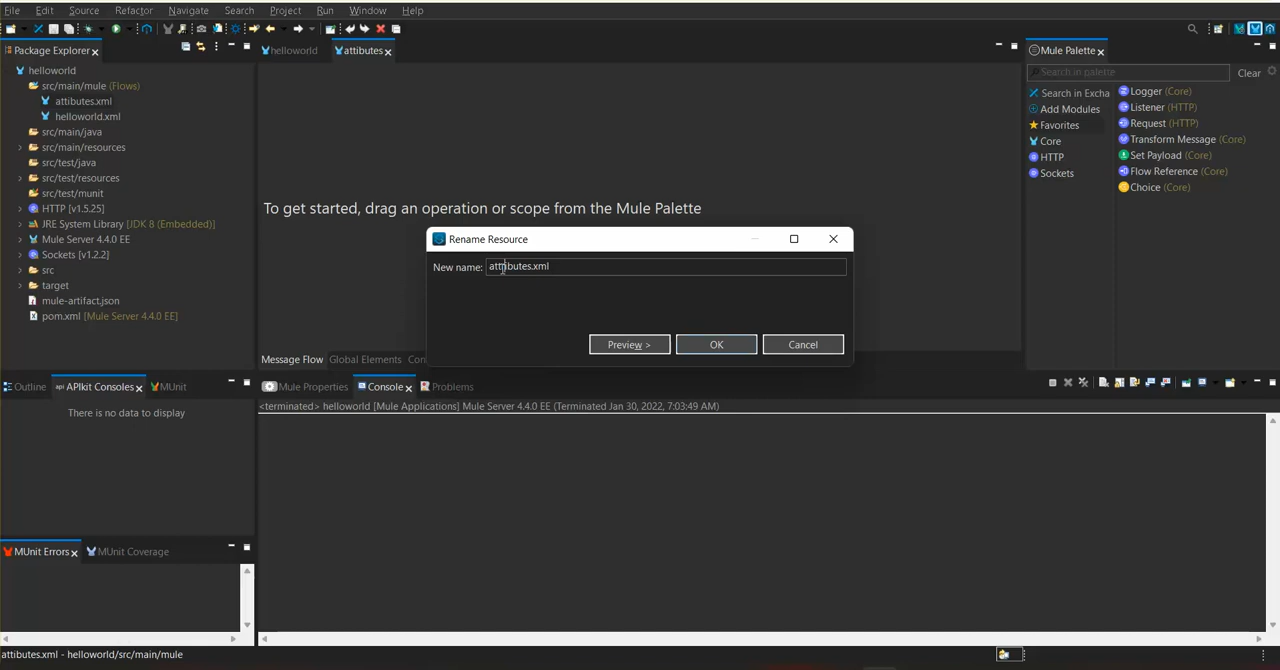 File Edit Source Refactor Navigate Search Project Run Window Help
Package Explorer
helloworld
attibutes
Mule Palette
helloworld
src/main/mule (Flows)
attibutes.xml
helloworld.xml
src/main/java
src/main/resources
src/test/java
src/test/resources
src/test/munit
HTTP [v1.5.25]
JRE System Library [JDK 8 (Embedded)]
Mule Server 4.4.0 EE
Sockets [v1.2.2]
src
target
mule-artifact.json
pom.xml [Mule Server 4.4.0 EE]
To get started, drag an operation or scope from the Mule Palette
Rename Resource
New name:
Preview >
OK
Cancel
Search in palette
Clear
Search in Excha
Add Modules
Favorites
Core
HTTP
Sockets
Logger (Core)
Listener (HTTP)
Request (HTTP)
Transform Message (Core)
Set Payload (Core)
Flow Reference (Core)
Choice (Core)
Message Flow Global Elements Con
Outline
APIkit Consoles
MUnit
There is no data to display
Mule Properties
Console
Problems
<terminated> helloworld [Mule Applications] Mule Server 4.4.0 EE (Terminated Jan 30, 2022, 7:03:49 AM)
MUnit Errors
MUnit Coverage
attibutes.xml - helloworld/src/main/mule